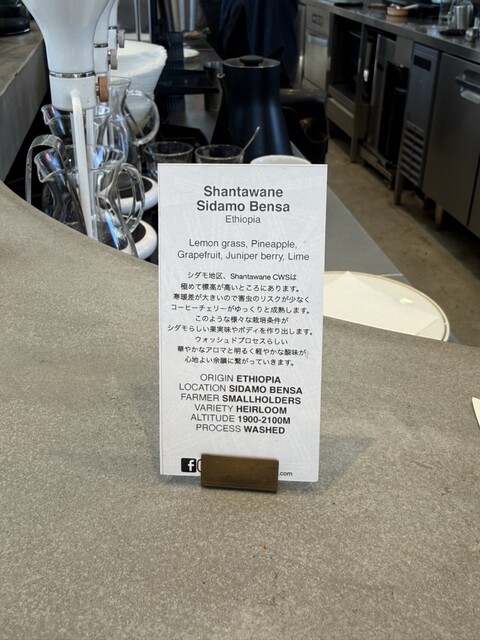 Shantawane
Sidamo Bensa
Ethiopia
Lemon grass, Pineapple,
Grapefruit, Juniper berry, Lime
シダモ地区、Shantawane CWSは
極めて標高が高いところにあります。
寒暖差が大きいので害虫のリスクが少なく
コーヒーチェリーがゆっくりと成熟します。
このような様々な栽培条件が
シダモらしい果実味やボディを作り出します。
ウォッシュドプロセスらしい
華やかなアロマと明るく軽やかな酸味が、
心地よい余韻に繋がっていきます。
ORIGIN ETHIOPIA
LOCATION SIDAMO BENSA
FARMER SMALLHOLDERS
VARIETY HEIRLOOM
ALTITUDE 1900-2100M
PROCESS WASHED
f .com